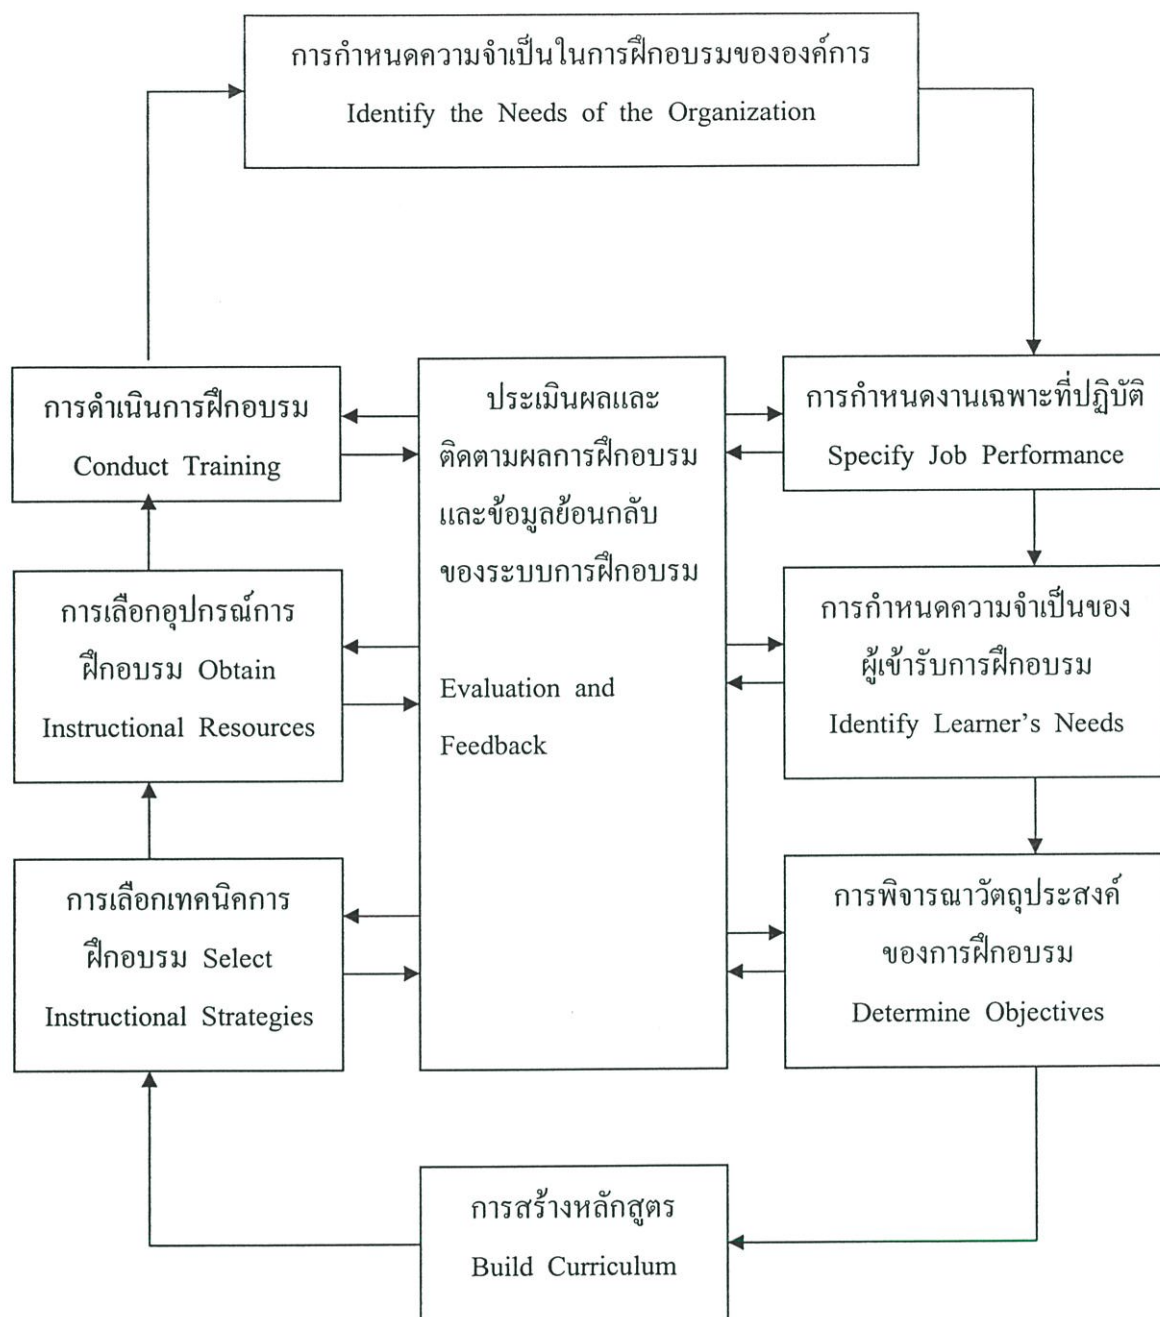 การกำหนดความจำเป็นในการฝึกอบรมขององค์การ
Identify the Needs of the Organization
การดำเนินการฝึกอบรม
Conduct Training
ประเมินผลและ
ติดตามผลการฝึกอบรม
และข้อมูลย้อนกลับ
ของระบบการฝึกอบรม
Evaluation and
Feedback
การกำหนดงานเฉพาะที่ปฏิบัติ
Specify Job Performance
การเลือกอุปกรณ์การ
ฝึกอบรม Obtain
Instructional Resources
การกำหนดความจำเป็นของ
ผู้เข้ารับการฝึกอบรม
Identify Learner’s Needs
การเลือกเทคนิคการ
ฝึกอบรม Select
Instructional Strategies
การพิจารณาวัตถุประสงค์
ของการฝึกอบรม
Determine Objectives
การสร้างหลักสูตร
Build Curriculum